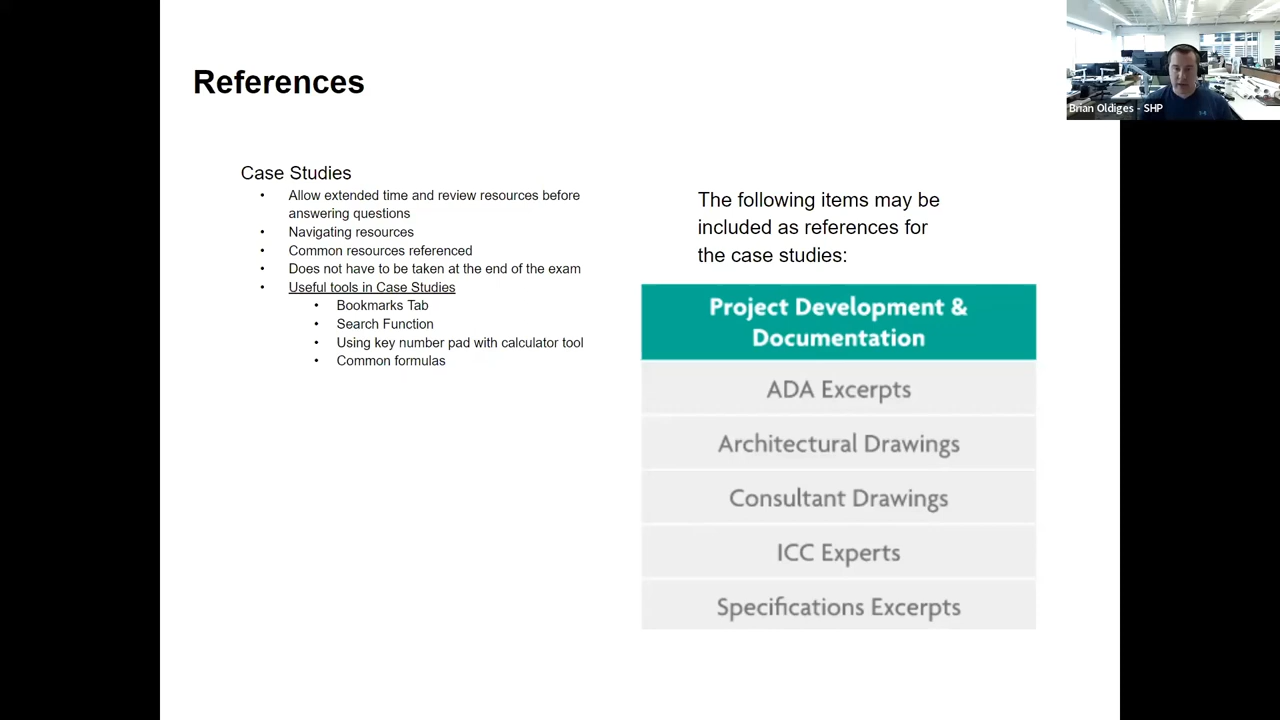 References
Case Studies
• Allow extended time and review resources before
answering questions
• Navigating resources
• Common resources referenced
• Does not have to be taken at the end of the exam
• Useful tools in Case Studies
• Bookmarks Tab
• Search Function
• Using key number pad with calculator tool
• Common formulas
The following items may be
included as references for
the case studies:
Project Development &
Documentation
ADA Excerpts
Architectural Drawings
Consultant Drawings
ICC Experts
Specifications Excerpts
Brian Oldiges - SHP